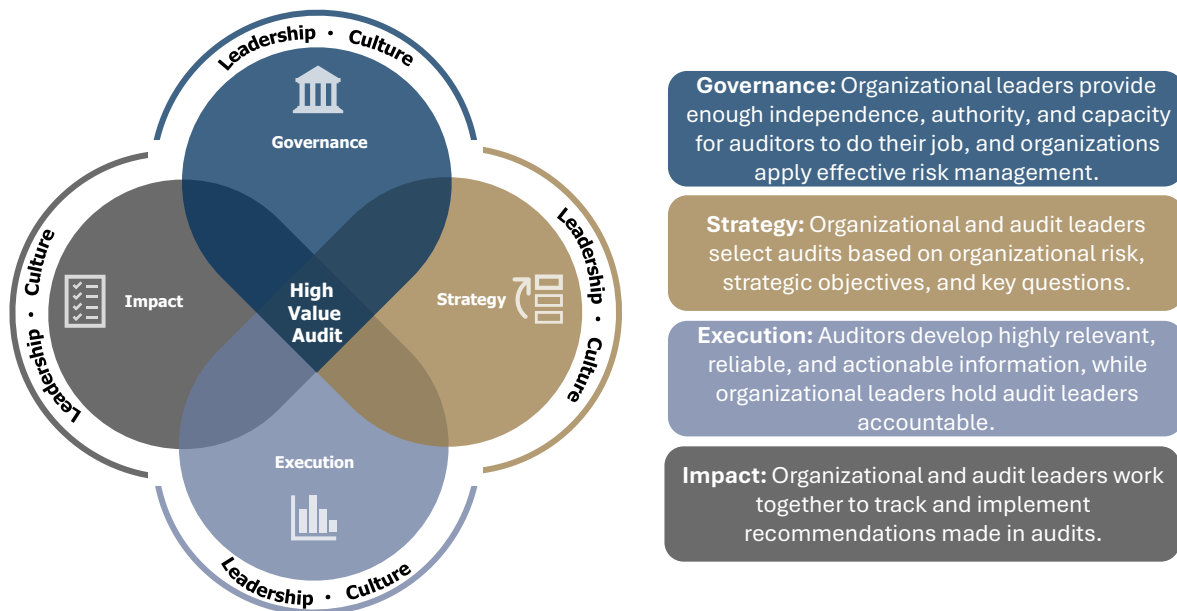 Leadership · Culture
Governance
Leadership · Culture
Impact
High
Value
Audit
Strategy
Leadership · Culture
Execution
Leadership · Culture
Governance: Organizational leaders provide
enough independence, authority, and capacity
for auditors to do their job, and organizations
apply effective risk management.
Strategy: Organizational and audit leaders
select audits based on organizational risk,
strategic objectives, and key questions.
Execution: Auditors develop highly relevant,
reliable, and actionable information, while
organizational leaders hold audit leaders
accountable.
Impact: Organizational and audit leaders work
together to track and implement
recommendations made in audits.